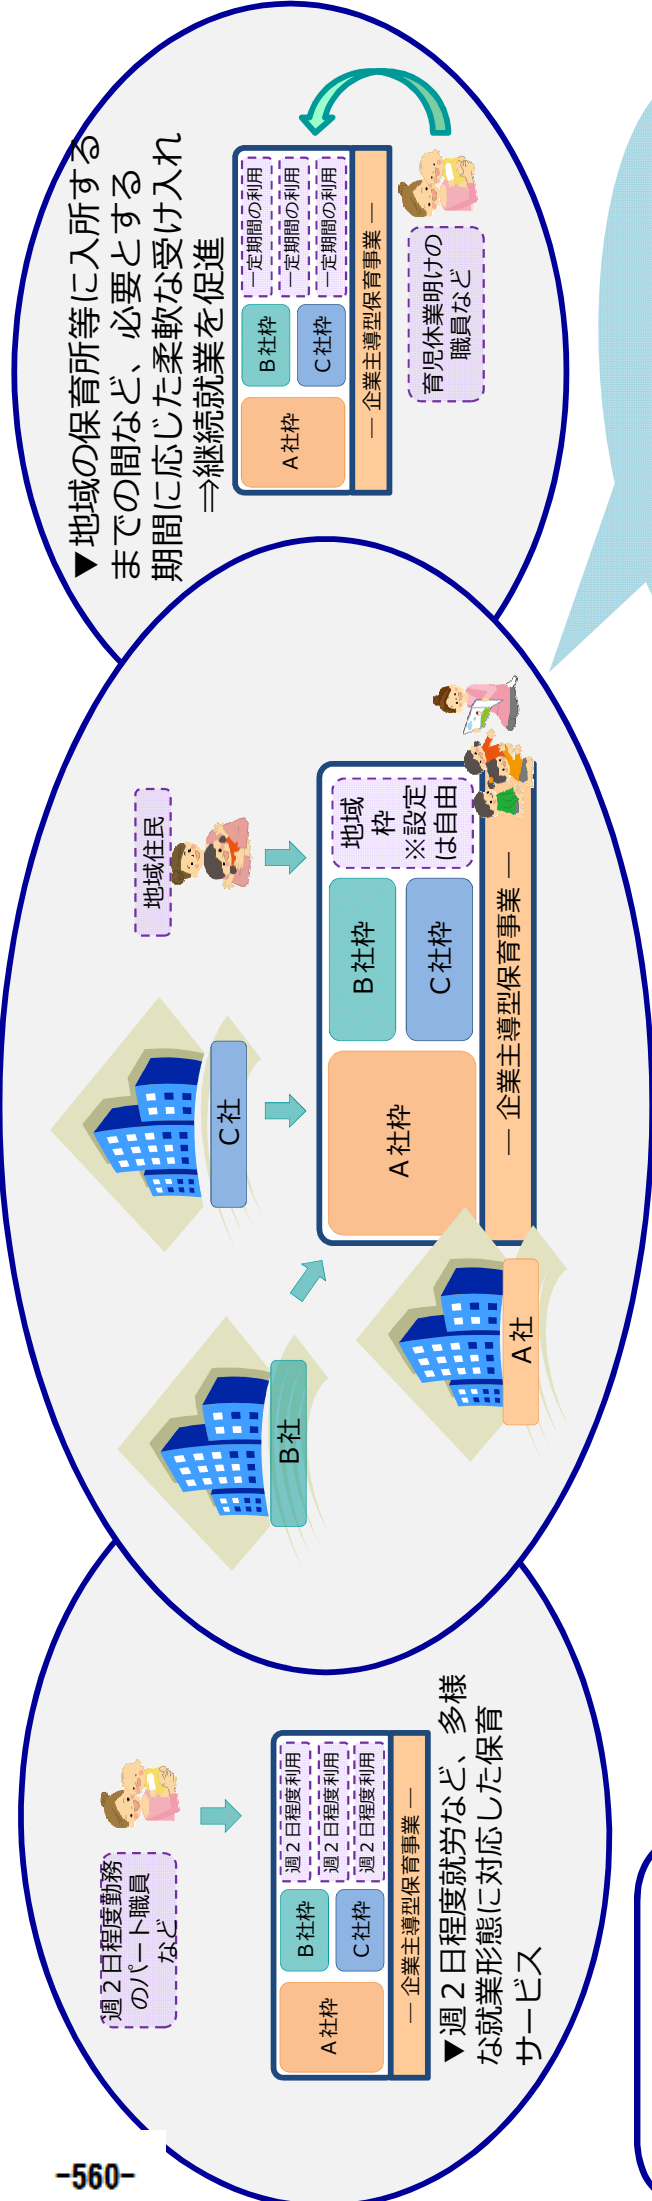 週２日程度勤務
のパート職員
など
A社枠
B社枠
C社枠
週２日程度利用
週２日程度利用
週２日程度利用
― 企業主導型保育事業 ―
▼週２日程度就労など、多様
な就業形態に対応した保育
サービス
B社
C社
A社
地域住民
A社枠
B社枠
C社枠
地域
枠
※設定
は自由
― 企業主導型保育事業 ―
▼地域の保育所等に入所する
までの間など、必要とする
期間に応じた柔軟な受け入れ
⇒継続就業を促進
A社枠
B社枠
C社枠
一定期間の利用
一定期間の利用
一定期間の利用
― 企業主導型保育事業 ―
育児休業明けの
職員など
-560-